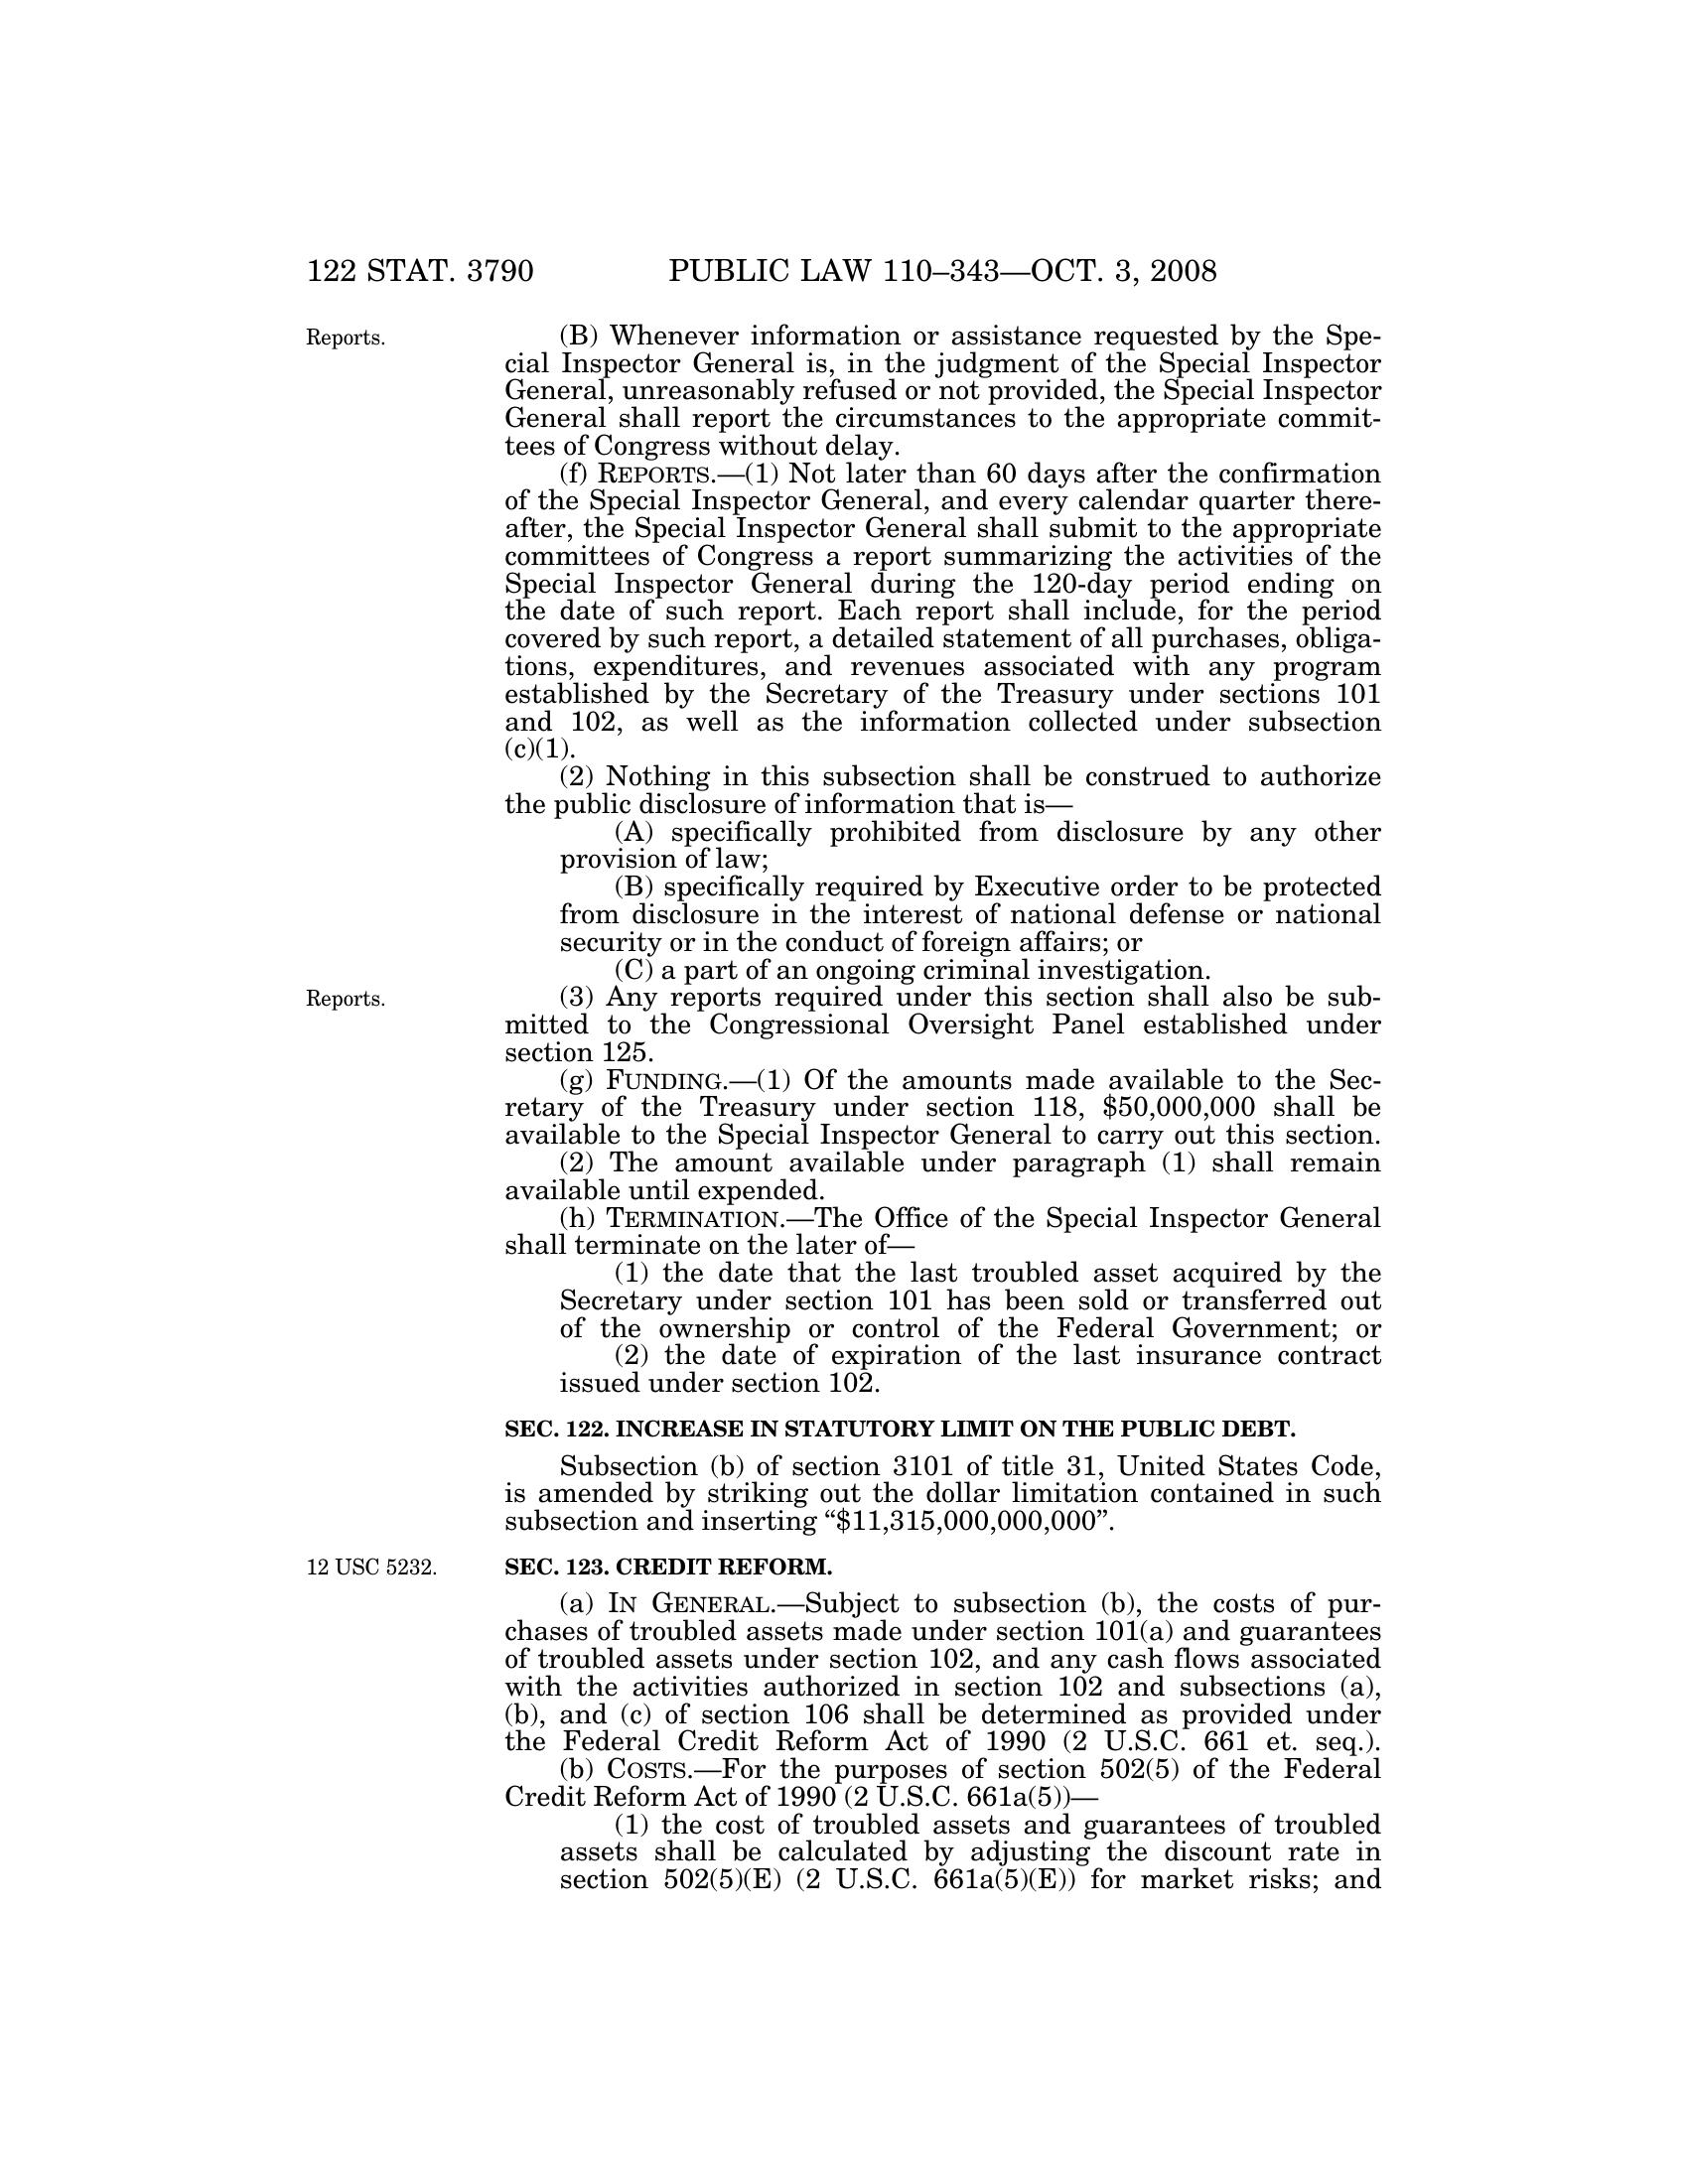 122 STAT. 3790 PUBLIC LAW 110–343—OCT. 3, 2008
Reports.
(B) Whenever information or assistance requested by the Spe-
cial Inspector General is, in the judgment of the Special Inspector
General, unreasonably refused or not provided, the Special Inspector
General shall report the circumstances to the appropriate commit-
tees of Congress without delay.
(f) REPORTS.—(1) Not later than 60 days after the confirmation
of the Special Inspector General, and every calendar quarter there-
after, the Special Inspector General shall submit to the appropriate
committees of Congress a report summarizing the activities of the
Special Inspector General during the 120-day period ending on
the date of such report. Each report shall include, for the period
covered by such report, a detailed statement of all purchases, obliga-
tions, expenditures, and revenues associated with any program
established by the Secretary of the Treasury under sections 101
and 102, as well as the information collected under subsection
(c)(1).
(2) Nothing in this subsection shall be construed to authorize
the public disclosure of information that is—
(A) specifically prohibited from disclosure by any other
provision of law;
(B) specifically required by Executive order to be protected
from disclosure in the interest of national defense or national
security or in the conduct of foreign affairs; or
(C) a part of an ongoing criminal investigation.
Reports.
(3) Any reports required under this section shall also be sub-
mitted to the Congressional Oversight Panel established under
section 125.
(g) FUNDING.—(1) Of the amounts made available to the Sec-
retary of the Treasury under section 118, $50,000,000 shall be
available to the Special Inspector General to carry out this section.
(2) The amount available under paragraph (1) shall remain
available until expended.
(h) TERMINATION.—The Office of the Special Inspector General
shall terminate on the later of—
(1) the date that the last troubled asset acquired by the
Secretary under section 101 has been sold or transferred out
of the ownership or control of the Federal Government; or
(2) the date of expiration of the last insurance contract
issued under section 102.
SEC. 122. INCREASE IN STATUTORY LIMIT ON THE PUBLIC DEBT.
Subsection (b) of section 3101 of title 31, United States Code,
is amended by striking out the dollar limitation contained in such
subsection and inserting “$11,315,000,000,000”.
12 USC 5232.
SEC. 123. CREDIT REFORM.
(a) IN GENERAL.—Subject to subsection (b), the costs of pur-
chases of troubled assets made under section 101(a) and guarantees
of troubled assets under section 102, and any cash flows associated
with the activities authorized in section 102 and subsections (a),
(b), and (c) of section 106 shall be determined as provided under
the Federal Credit Reform Act of 1990 (2 U.S.C. 661 et. seq.).
(b) COSTS.—For the purposes of section 502(5) of the Federal
Credit Reform Act of 1990 (2 U.S.C. 661a(5))—
(1) the cost of troubled assets and guarantees of troubled
assets shall be calculated by adjusting the discount rate in
section 502(5)(E) (2 U.S.C. 661a(5)(E)) for market risks; and